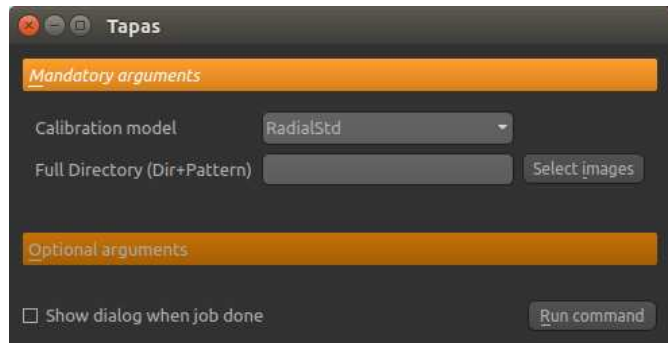 Tapas
Mandatory arguments
Calibration model RadialStd
Full Directory (Dir+Pattern) Select images
Optional arguments
Show dialog when job done Run command